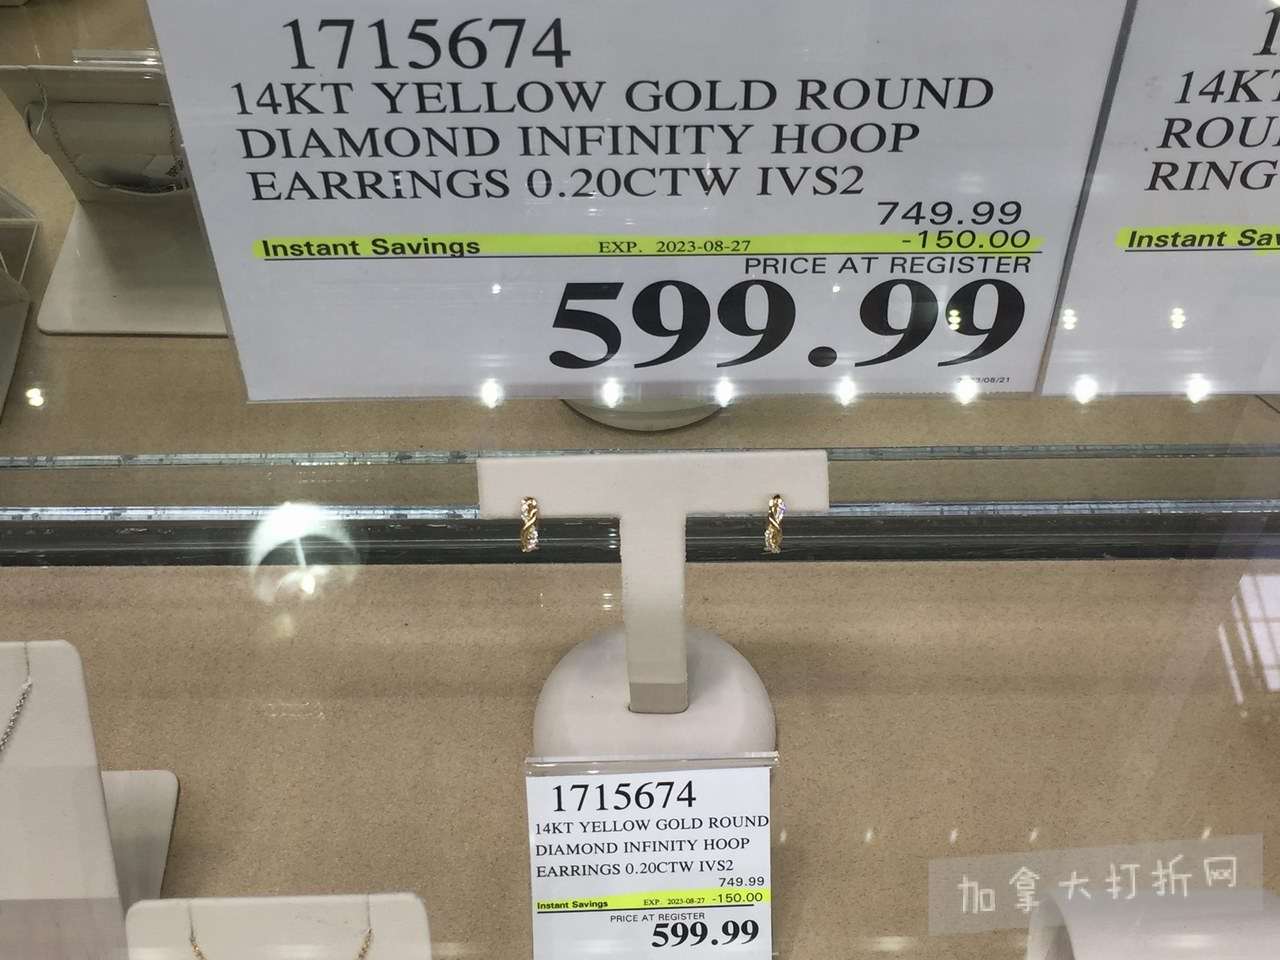 1715674
14KT YELLOW GOLD ROUND
DIAMOND INFINITY HOOP
EARRINGS 0.20CTW IVS2
749.99
Instant Savings EXP. 2023-08-27 -150.00
PRICE AT REGISTER
599.99
14KT
ROU
RING
Instant Sav
1715674
14KT YELLOW GOLD ROUND
DIAMOND INFINITY HOOP
EARRINGS 0.20CTW IVS2
749.99
Instant Savings EXP. 2023-08-27 -150.00
PRICE AT REGISTER
599.99
加拿大打折网